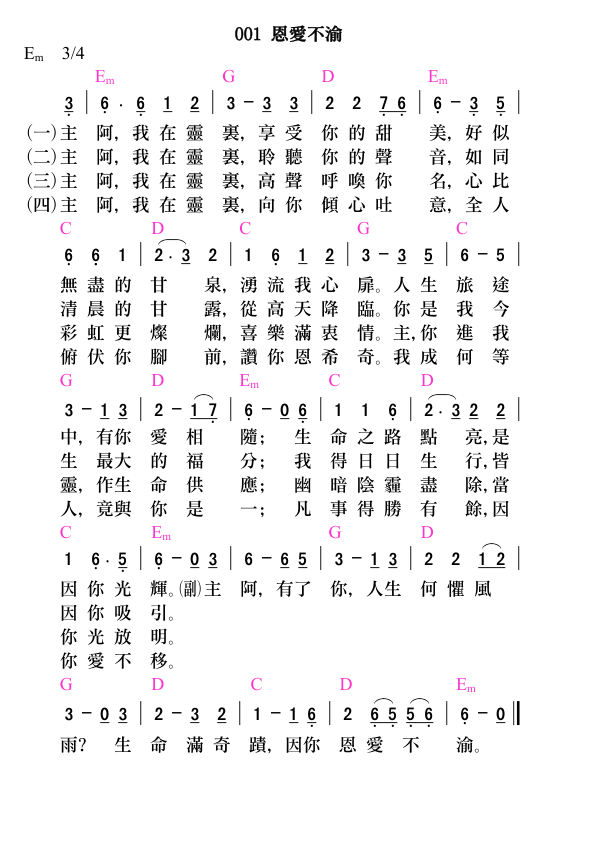 001 恩愛不渝
Em 3/4
Em G D Em
3 | 6 . 6 1 2 | 3 － 3 3 | 2 2 7 6 | 6 － 3 5 |
(一)主 阿，我 在 靈 裏，享 受 你 的 甜 美，好 似
(二)主 阿，我 在 靈 裏，聆 聽 你 的 聲 音，如 同
(三)主 阿，我 在 靈 裏，高 聲 呼 喚 你 名，心 比
(四)主 阿，我 在 靈 裏，向 你 傾 心 吐 意，全 人
C D C G C
6 6 1 | 2 . 3 2 | 1 6 1 2 | 3 － 3 5 | 6 － 5 |
無 盡 的 甘 泉，湧 流 我 心 扉。人 生 旅 途
清 晨 的 甘 露，從 高 天 降 臨。你 是 我 今
彩 虹 更 燦 爛，喜 樂 滿 衷 情。主，你 進 我
俯 伏 你 腳 前，讚 你 恩 希 奇。我 成 何 等
G D Em C D
3 － 1 3 | 2 － 1 7 | 6 － 0 6 | 1 1 6 | 2 . 3 2 2 |
中，有你 愛 相 隨； 生 命 之 路 點 亮，是
生 最大 的 福 分； 我 得 日 日 生 行，皆
靈，作生 命 供 應； 幽 暗 陰 霾 盡 除，當
人，竟與 你 是 一； 凡 事 得 勝 有 餘，因
C Em G D
1 6 . 5 | 6 － 0 3 | 6 － 6 5 | 3 － 1 3 | 2 2 1 2 |
因 你 光 輝。(副)主 阿，有了 你，人生 何 懼 風
因 你 吸 引。
你 光 放 明。
你 愛 不 移。
G D C D Em
3 － 0 3 | 2 － 3 2 | 1 － 1 6 | 2 6 5 5 6 | 6 － 0 ‖
雨？ 生 命 滿 奇 蹟，因你 恩 愛 不 渝。